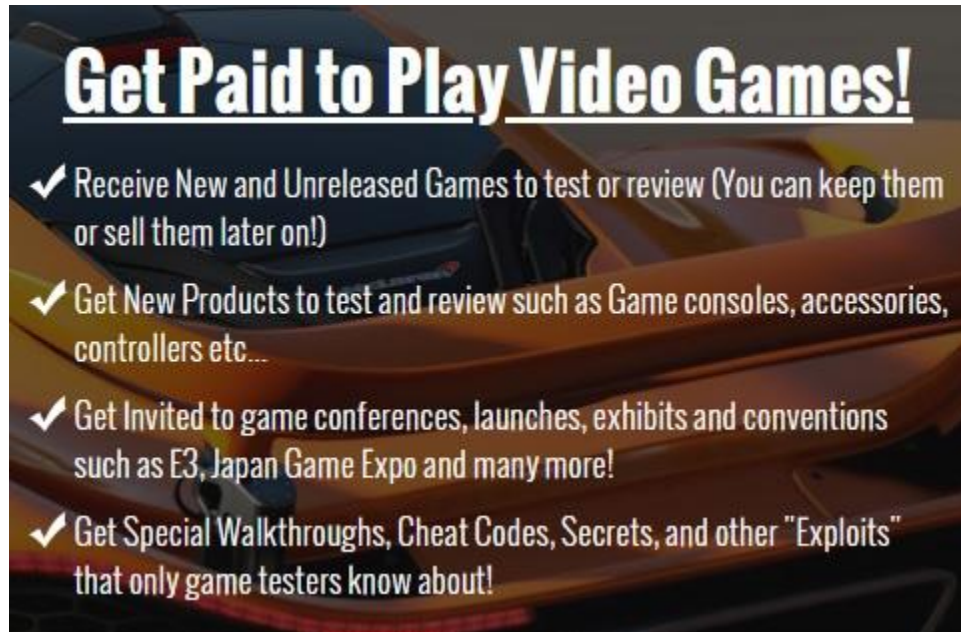 Get Paid to Play Video Games!
Receive New and Unreleased Games to test or review (You can keep them
or sell them later on!)
Get New Products to test and review such as Game consoles, accessories,
controllers etc...
Get Invited to game conferences, launches, exhibits and conventions
such as E3, Japan Game Expo and many more!
Get Special Walkthroughs, Cheat Codes, Secrets, and other "Exploits"
that only game testers know about!